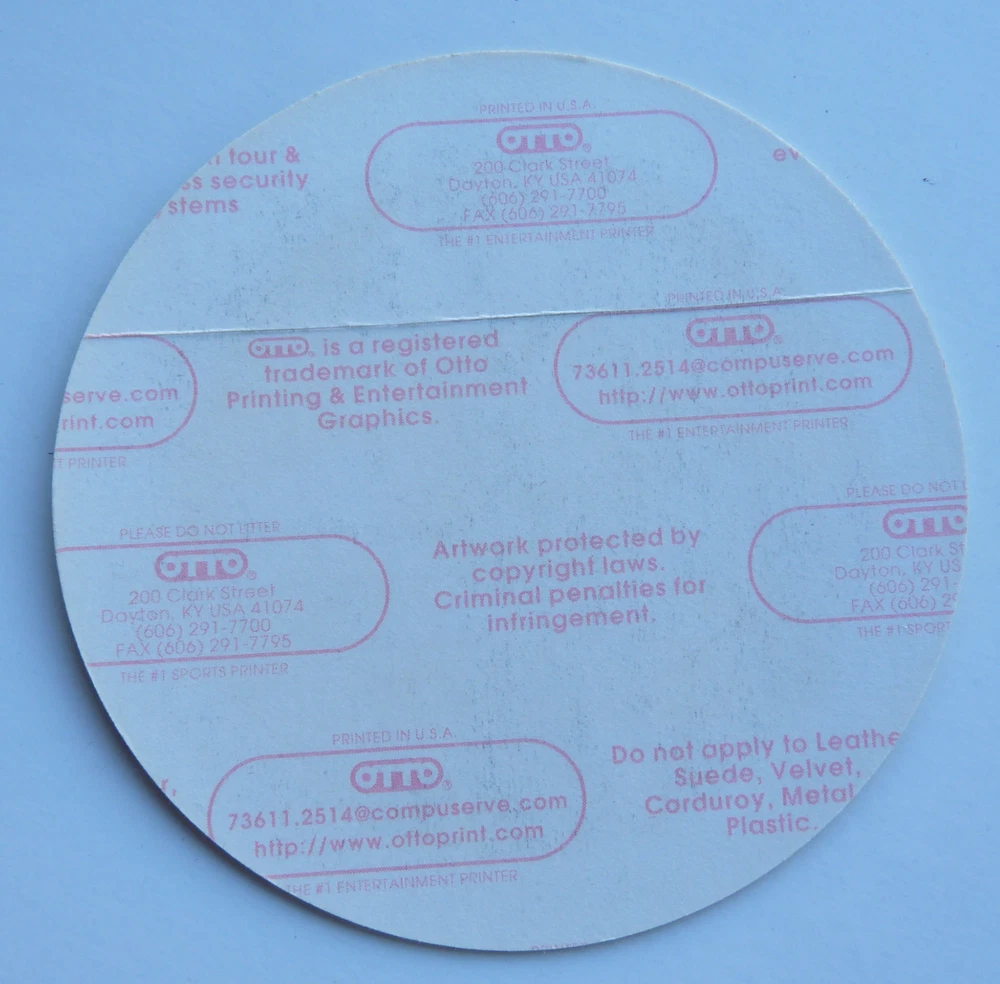 PRINTED IN U.S.A.
OTTO®
200 Clark Street
Dayton, KY USA 41074
(606) 291-7700
FAX (606) 291-7795
THE #1 ENTERTAINMENT PRINTER
tour &
ss security
stems
ev
PRINTED IN U.S.A.
OTTO®
73611.2514@compuserve.com
http://www.ottoprint.com
THE #1 ENTERTAINMENT PRINTER
OTTO® is a registered
trademark of Otto
Printing & Entertainment
Graphics.
serve.com
rint.com
T PRINTER
PLEASE DO NOT LITTER
OTTO®
200 Clark Street
Dayton, KY USA 41074
(606) 291-7700
FAX (606) 291-7795
THE #1 SPORTS PRINTER
Artwork protected by
copyright laws.
Criminal penalties for
infringement.
PLEASE DO NOT L
OTTO
200 Clark St
Dayton, KY US
(606) 291-
FAX (606) 2
THE #1 SPORT
PRINTED IN U.S.A.
OTTO®
73611.2514@compuserve.com
http://www.ottoprint.com
THE #1 ENTERTAINMENT PRINTER
Do not apply to Leathe
Suede, Velvet,
Corduroy, Metal
Plastic.
r,
PRINTED IN